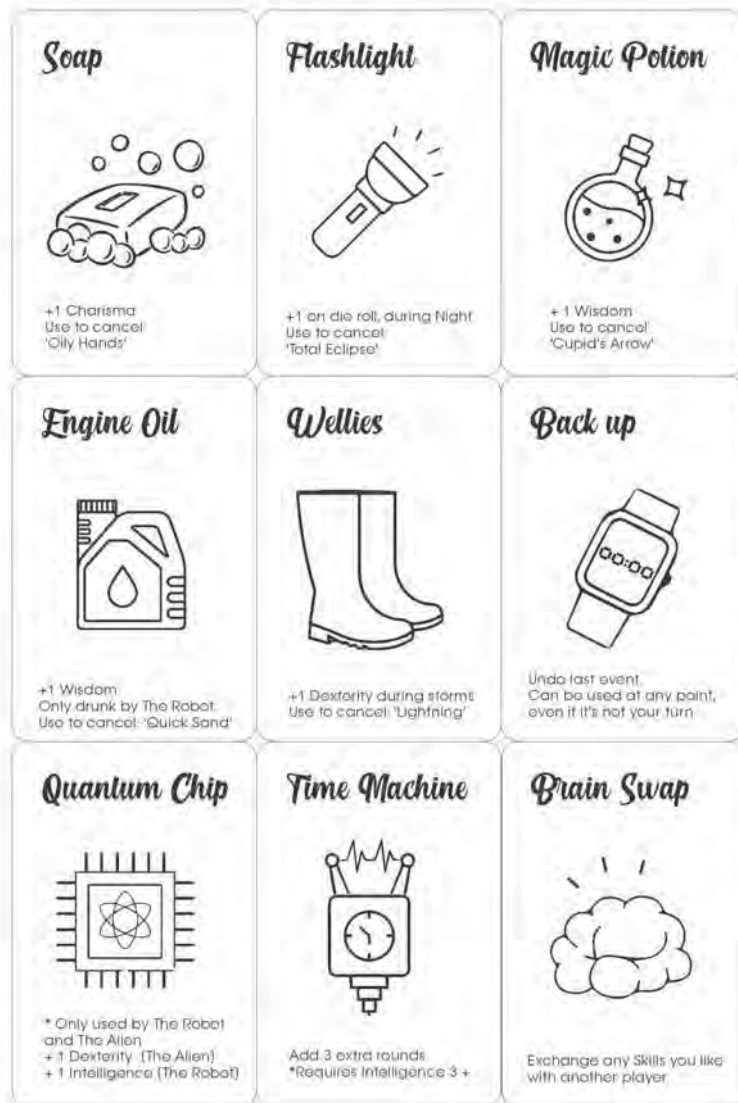 Soap
+1 Charisma
Use to cancel
'Oily Hands'
Flashlight
+1 on die roll, during Night
Use to cancel
'Total Eclipse'
Magic Potion
+ 1 Wisdom
Use to cancel
'Cupid's Arrow'
Engine Oil
+1 Wisdom
Only drunk by The Robot.
Use to cancel: 'Quick Sand'
Wellies
+1 Dexterity during storms
Use to cancel: 'Lightning'
Back up
00:00
Undo last event.
Can be used at any point,
even if it's not your turn
Quantum Chip
* Only used by The Robot
and The Alien
+ 1 Dexterity (The Alien)
+ 1 Intelligence (The Robot)
Time Machine
Add 3 extra rounds
*Requires Intelligence 3 +
Brain Swap
Exchange any Skills you like
with another player